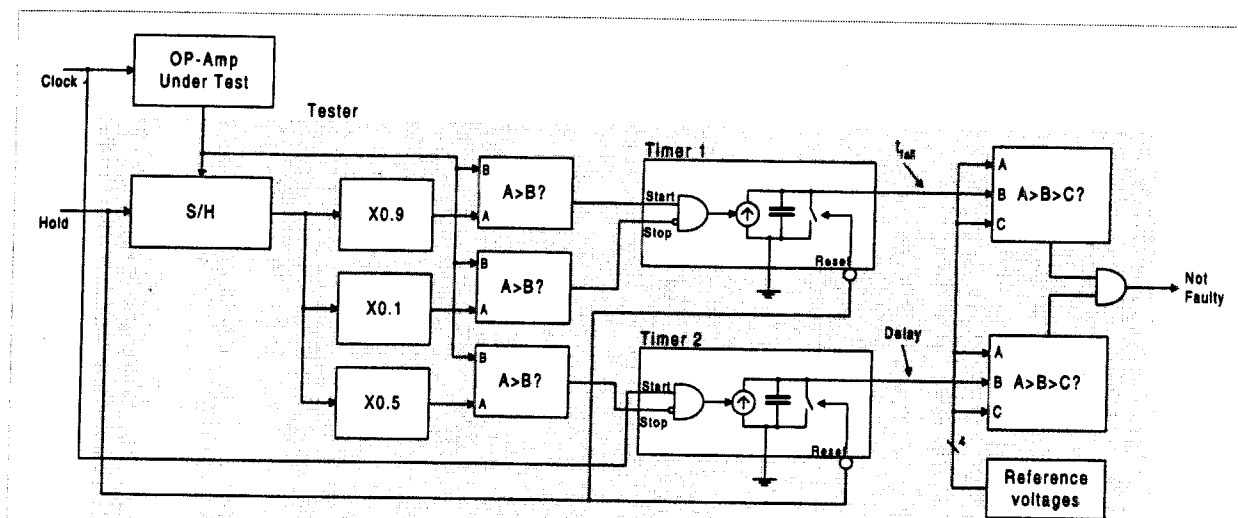 OP-Amp
Under Test
Clock
Tester
Hold
S/H
X0.9
X0.1
X0.5
B
A>B?
A
B
A>B?
A
B
A>B?
A
Timer 1
Start
Stop
Reset
Timer 2
Start
Stop
Reset
tfall
Delay
A
B
C
A>B>C?
A
B
C
A>B>C?
Not
Faulty
4
Reference
voltages